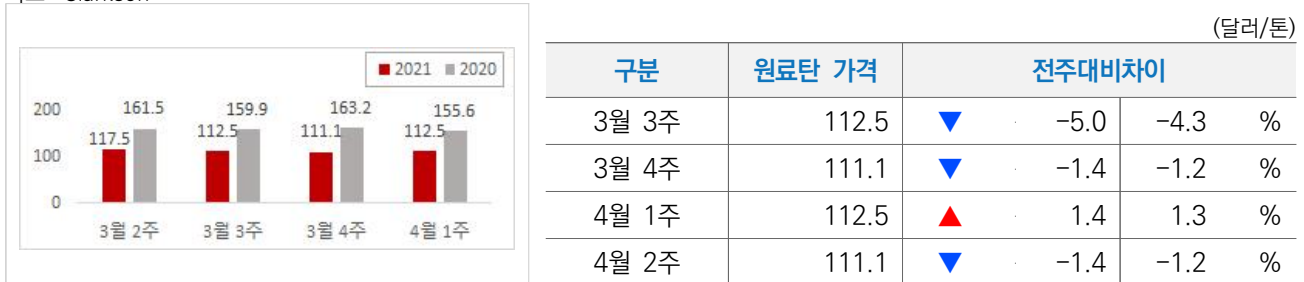 2021 2020
200
161.5 159.9 163.2 155.6
117.5 112.5 111.1 112.5
100
0
3월 2주 3월 3주 3월 4주 4월 1주
(달러/톤)
구분 원료탄 가격 전주대비차이
3월 3주 112.5 ▼ -5.0 -4.3 %
3월 4주 111.1 ▼ -1.4 -1.2 %
4월 1주 112.5 ▲ 1.4 1.3 %
4월 2주 111.1 ▼ -1.4 -1.2 %